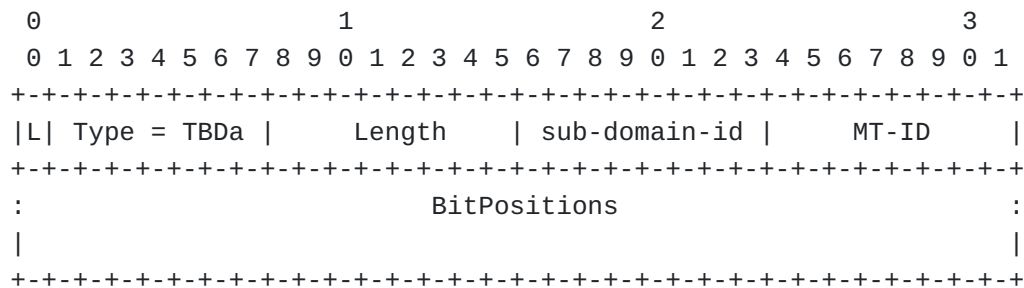 0                   1                   2                   3
 0 1 2 3 4 5 6 7 8 9 0 1 2 3 4 5 6 7 8 9 0 1 2 3 4 5 6 7 8 9 0 1
+-+-+-+-+-+-+-+-+-+-+-+-+-+-+-+-+-+-+-+-+-+-+-+-+-+-+-+-+-+-+-+-+
|L| Type = TBDa |     Length    | sub-domain-id |     MT-ID     |
+-+-+-+-+-+-+-+-+-+-+-+-+-+-+-+-+-+-+-+-+-+-+-+-+-+-+-+-+-+-+-+-+
:                          BitPositions                         :
|                                                               |
+-+-+-+-+-+-+-+-+-+-+-+-+-+-+-+-+-+-+-+-+-+-+-+-+-+-+-+-+-+-+-+-+